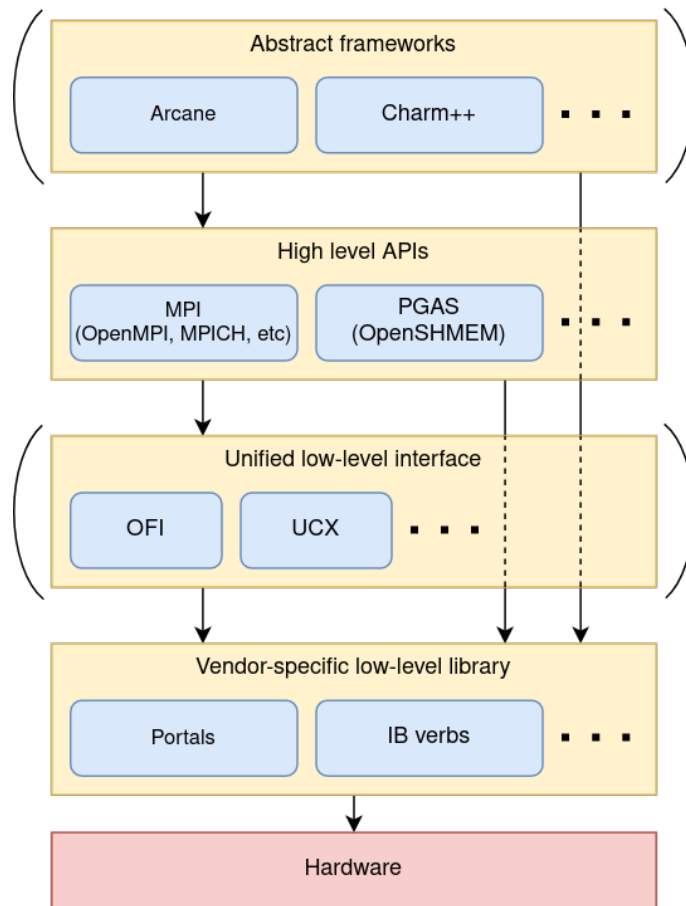 Abstract frameworks
Arcane
Charm++
High level APIs
MPI
(OpenMPI, MPICH, etc)
PGAS
(OpenSHMEM)
Unified low-level interface
OFI
UCX
Vendor-specific low-level library
Portals
IB verbs
Hardware